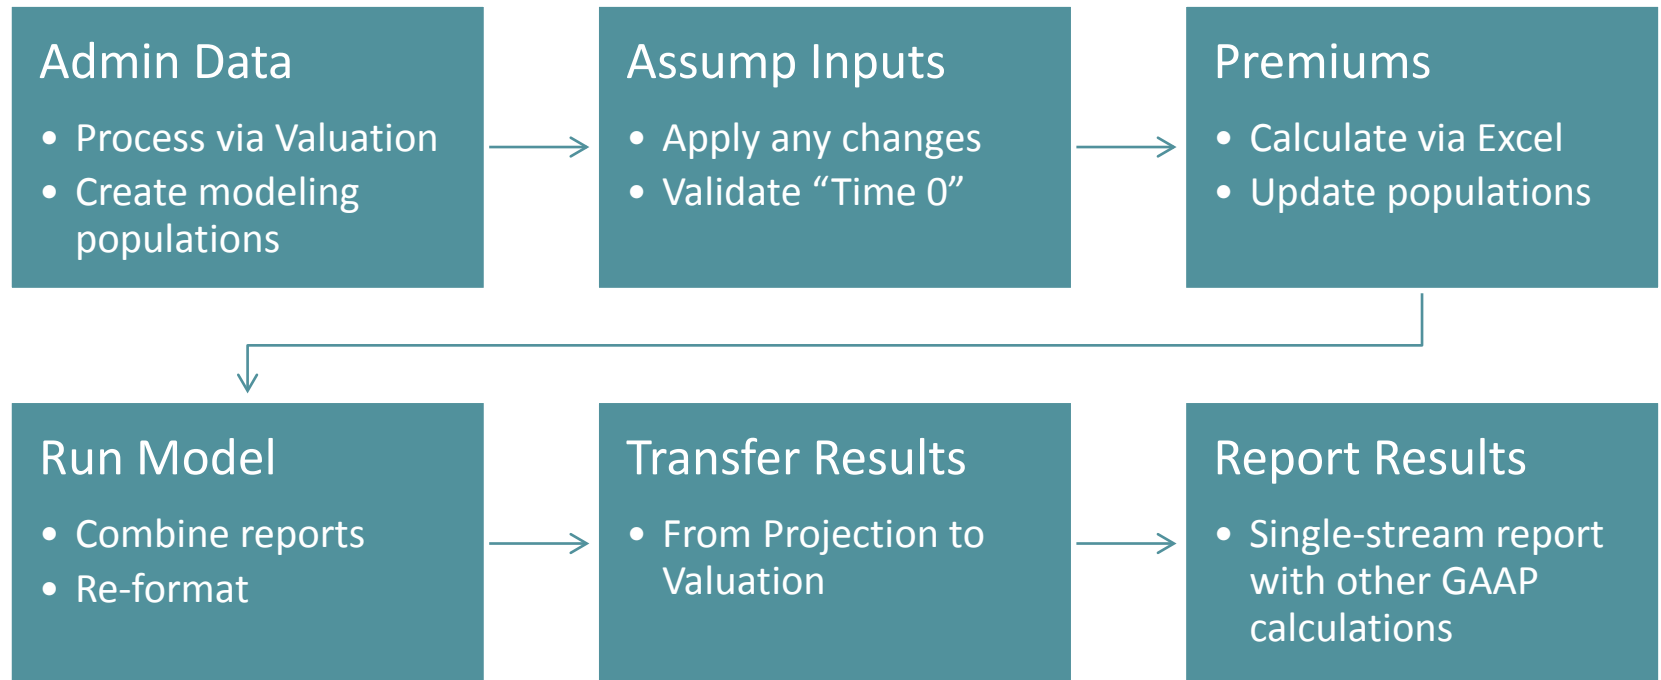 Admin Data
• Process via Valuation
• Create modeling
populations
Assump Inputs
• Apply any changes
• Validate “Time 0”
Premiums
• Calculate via Excel
• Update populations
Run Model
• Combine reports
• Re-format
Transfer Results
• From Projection to
Valuation
Report Results
• Single-stream report
with other GAAP
calculations